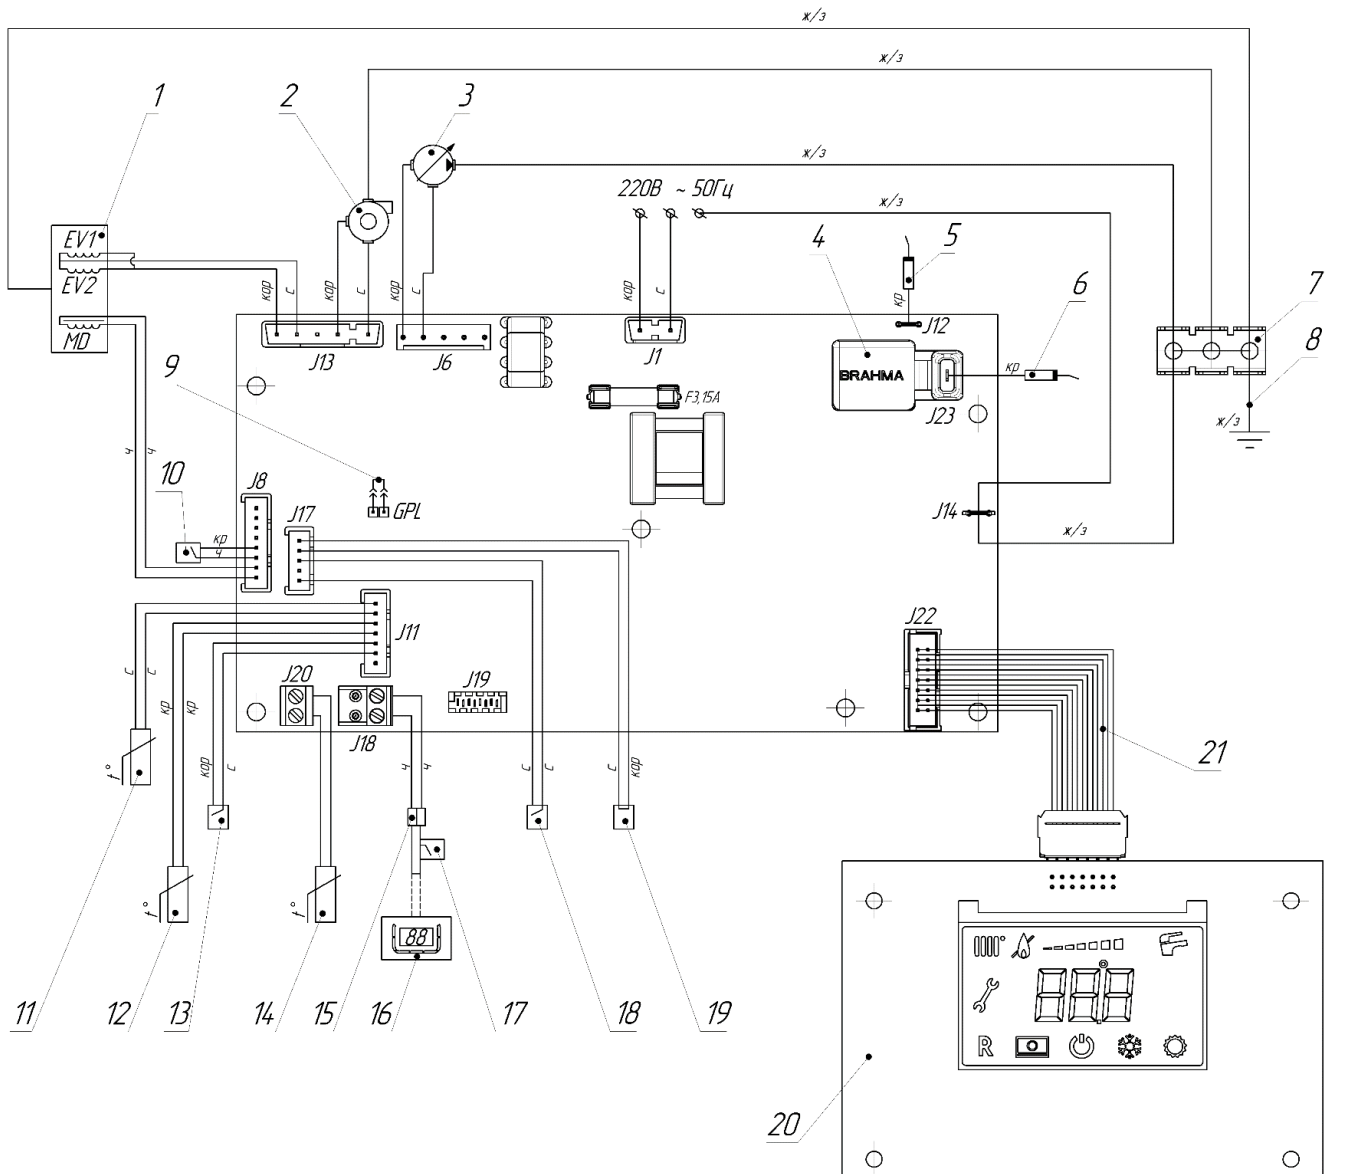 ж/з
ж/з
1
2
3
ж/з
220В ~ 50Гц
ж/з
4
5
6
7
8
EV1
EV2
MD
кор
с
кор
с
кор
с
кор
с
кр
J13
J6
J1
J12
BRAHMA
кр
J23
F3,15А
ж/з
9
10
ч
ч
J8
J17
GPL
кр
ч
J14
ж/з
J11
J22
J20
J18
J19
с
с
кр
кр
кор
с
ч
ч
с
с
с
кор
t°
t°
t°
21
88
11
12
13
14
15
16
17
18
19
888
R
20